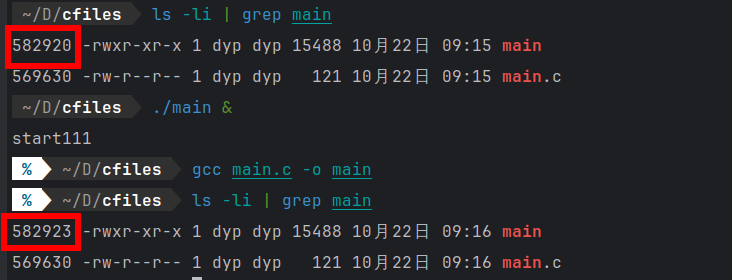 ~/D/cfiles ls -li | grep main
582920 -rwxr-xr-x 1 dyp dyp 15488 10月22日 09:15 main
569630 -rw-r--r-- 1 dyp dyp   121 10月22日 09:15 main.c
~/D/cfiles ./main &
start111
% ~/D/cfiles gcc main.c -o main
% ~/D/cfiles ls -li | grep main
582923 -rwxr-xr-x 1 dyp dyp 15488 10月22日 09:16 main
569630 -rw-r--r-- 1 dyp dyp   121 10月22日 09:16 main.c